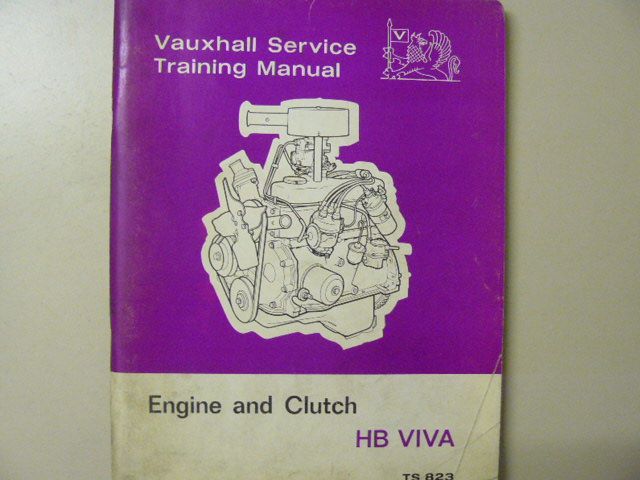 Vauxhall Service
Training Manual
V
Engine and Clutch
HB VIVA
TS 823